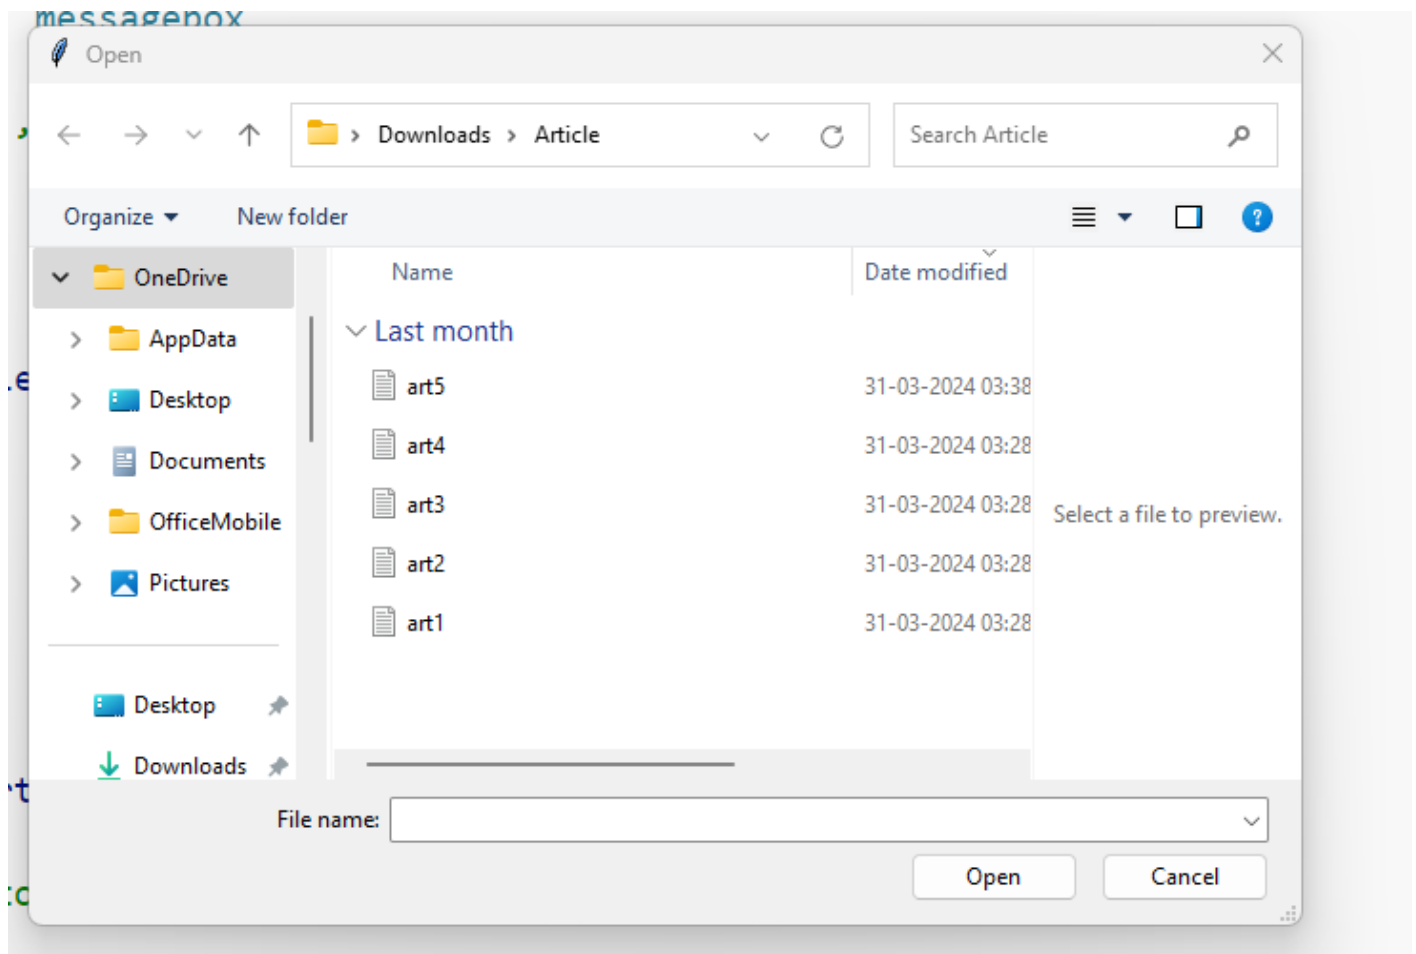 messagebox
Open
,
Downloads > Article
Search Article
Organize
New folder
?
OneDrive
Name
Date modified
AppData
Last month
.e
art5
31-03-2024 03:38
Desktop
art4
31-03-2024 03:28
Documents
art3
31-03-2024 03:28
Select a file to preview.
OfficeMobile
art2
31-03-2024 03:28
Pictures
art1
31-03-2024 03:28
Desktop
Downloads
rt
File name:
Open
Cancel